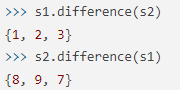 >>> s1.difference(s2)
{1, 2, 3}
>>> s2.difference(s1)
{8, 9, 7}